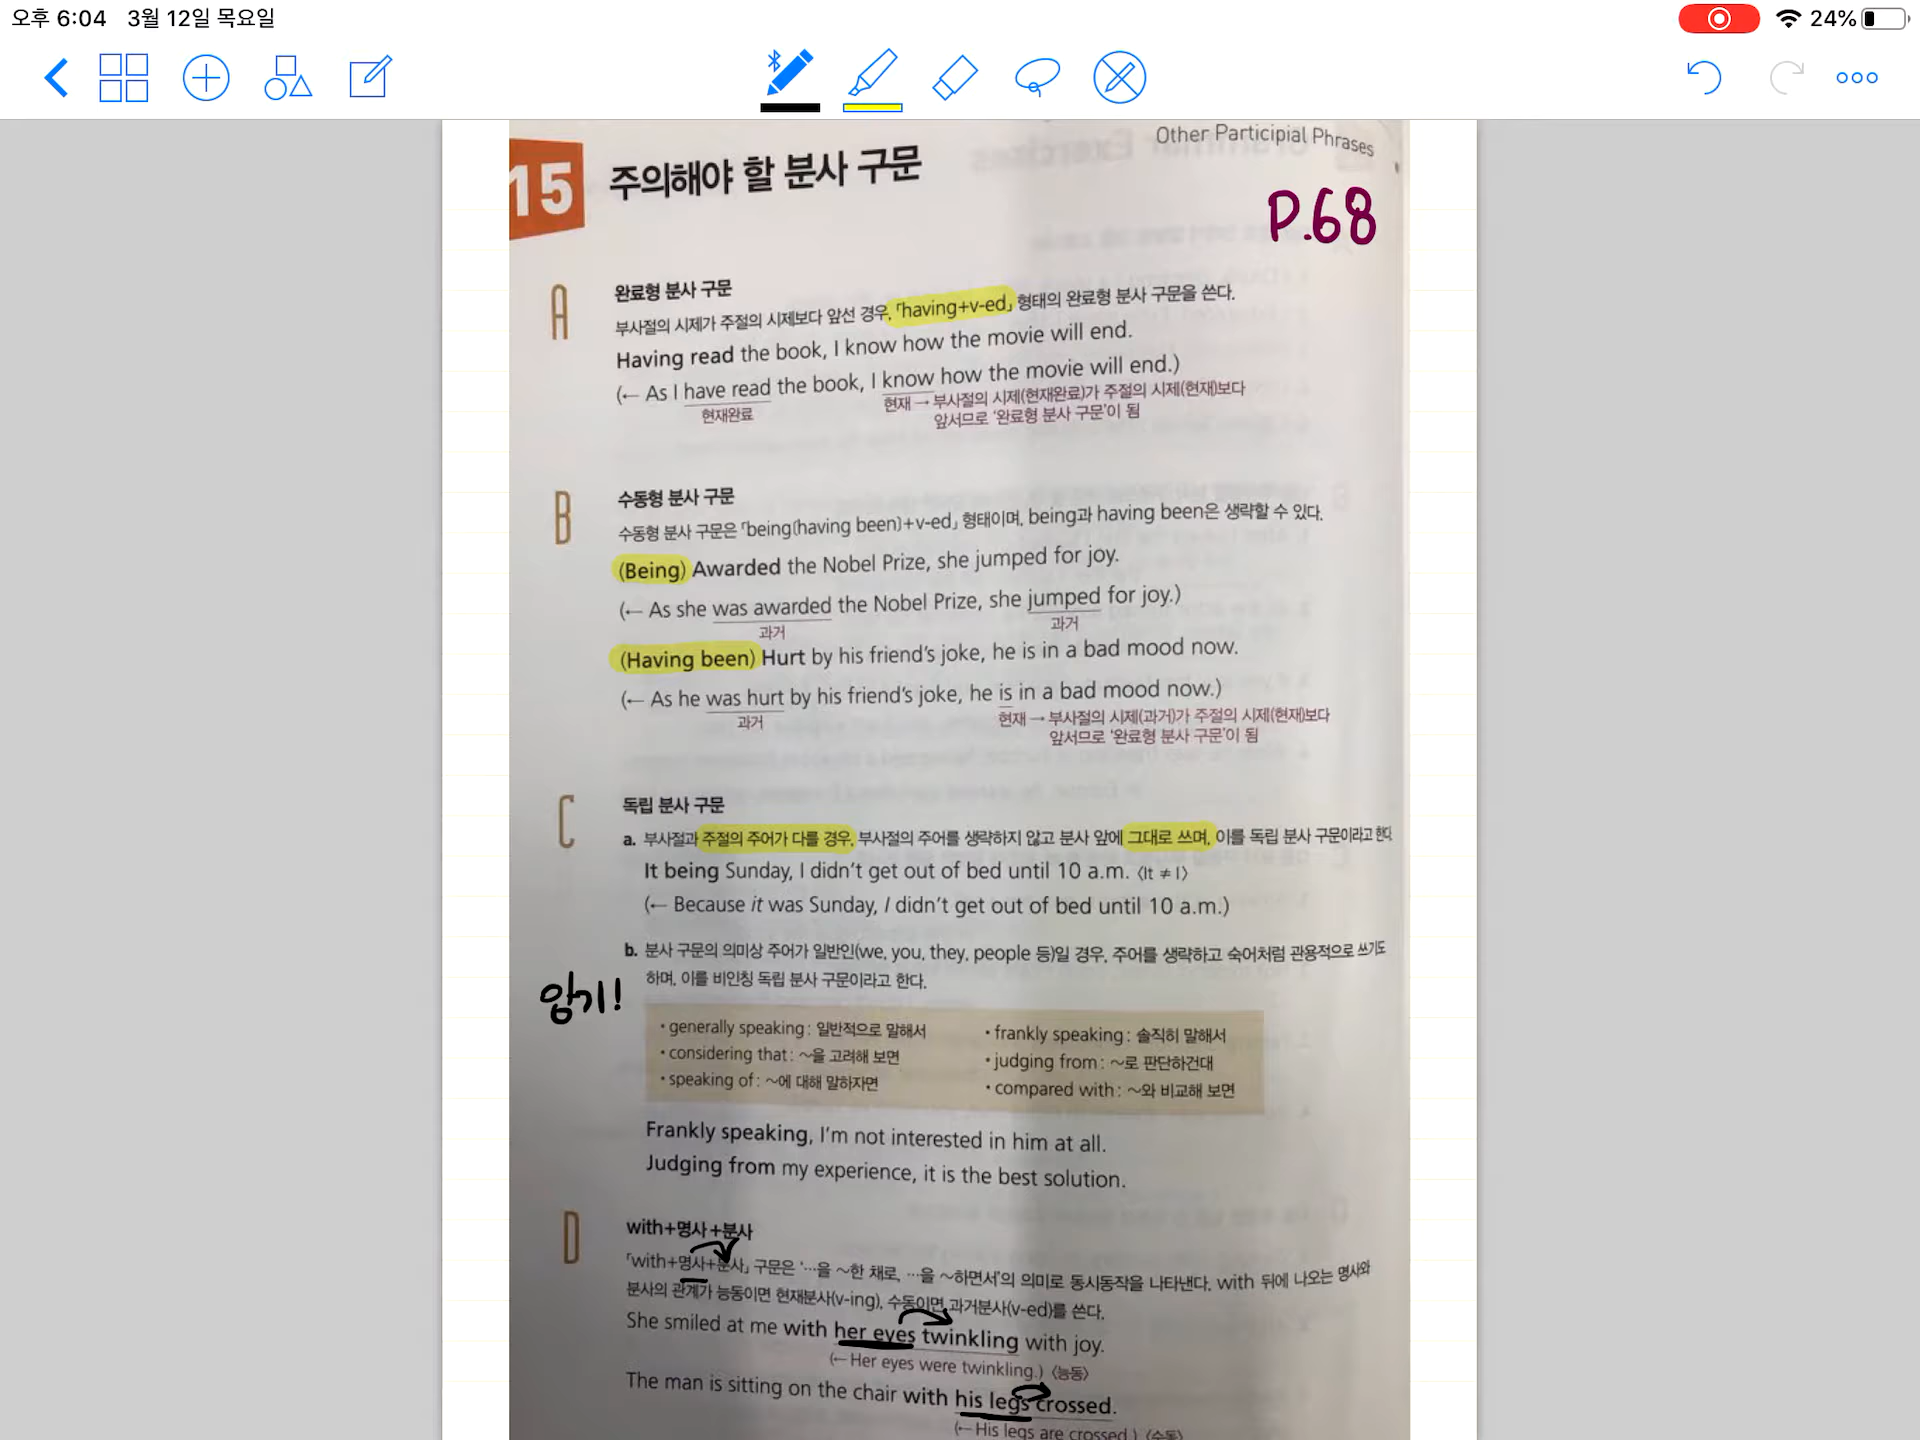 오후 6:04 3월 12일 목요일
24%
Other Participial Phrases
15 주의해야 할 분사 구문
P.68
A 완료형 분사 구문
부사절의 시제가 주절의 시제보다 앞선 경우, 「having+v-ed」 형태의 완료형 분사 구문을 쓴다.
Having read the book, I know how the movie will end.
(← As I have read the book, I know how the movie will end.)
현재완료 현재 → 부사절의 시제(현재완료)가 주절의 시제(현재)보다
앞서므로 ‘완료형 분사 구문’이 됨
B 수동형 분사 구문
수동형 분사 구문은 「being(having been)+v-ed」 형태이며, being과 having been은 생략할 수 있다.
(Being) Awarded the Nobel Prize, she jumped for joy.
(← As she was awarded the Nobel Prize, she jumped for joy.)
과거 과거
(Having been) Hurt by his friend’s joke, he is in a bad mood now.
(← As he was hurt by his friend’s joke, he is in a bad mood now.)
과거 현재 → 부사절의 시제(과거)가 주절의 시제(현재)보다
앞서므로 ‘완료형 분사 구문’이 됨
C 독립 분사 구문
a. 부사절과 주절의 주어가 다를 경우, 부사절의 주어를 생략하지 않고 분사 앞에 그대로 쓰며, 이를 독립 분사 구문이라고 한다.
It being Sunday, I didn’t get out of bed until 10 a.m. 〈It ≠ I〉
(← Because it was Sunday, I didn’t get out of bed until 10 a.m.)
b. 분사 구문의 의미상 주어가 일반인(we, you, they, people 등)일 경우, 주어를 생략하고 숙어처럼 관용적으로 쓰기도
하며, 이를 비인칭 독립 분사 구문이라고 한다.
암기!
• generally speaking : 일반적으로 말해서 • frankly speaking : 솔직히 말해서
• considering that : ~을 고려해 보면 • judging from : ~로 판단하건대
• speaking of : ~에 대해 말하자면 • compared with : ~와 비교해 보면
Frankly speaking, I’m not interested in him at all.
Judging from my experience, it is the best solution.
D with+명사+분사
「with+명사+분사」 구문은 ‘…을 ~한 채로, …을 ~하면서’의 의미로 동시동작을 나타낸다. with 뒤에 나오는 명사와
분사의 관계가 능동이면 현재분사(v-ing), 수동이면 과거분사(v-ed)를 쓴다.
She smiled at me with her eyes twinkling with joy.
(← Her eyes were twinkling.) 〈능동〉
The man is sitting on the chair with his legs crossed.
(← His legs are crossed.) 〈수동〉